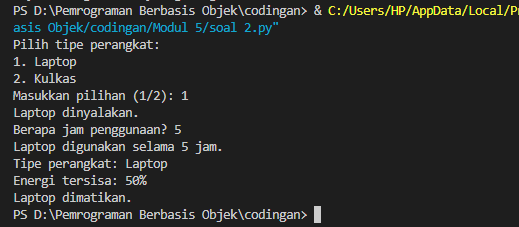 PS D:\Pemrograman Berbasis Objek\codingan> & C:/Users/HP/AppData/Local/
asis Objek/codingan/Modul 5/soal 2.py"
Pilih tipe perangkat:
1. Laptop
2. Kulkas
Masukkan pilihan (1/2): 1
Laptop dinyalakan.
Berapa jam penggunaan? 5
Laptop digunakan selama 5 jam.
Tipe perangkat: Laptop
Energi tersisa: 50%
Laptop dimatikan.
PS D:\Pemrograman Berbasis Objek\codingan>